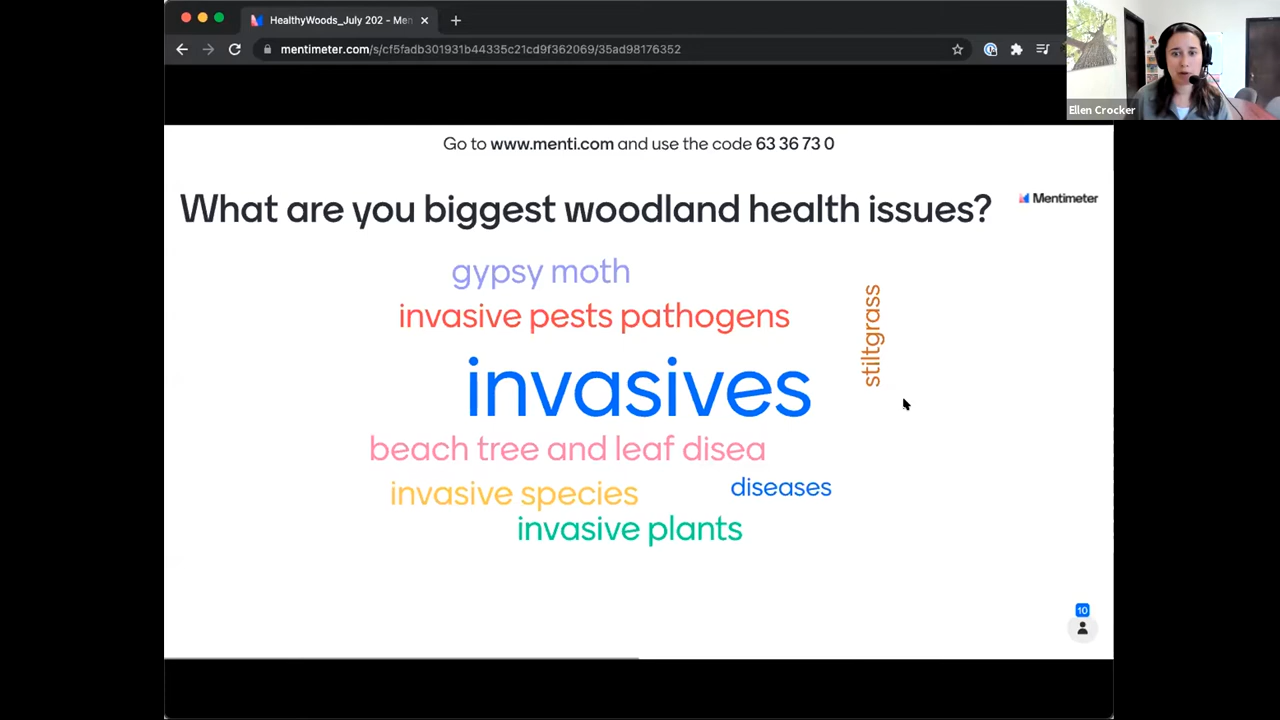 HealthyWoods_July 202 - Men
mentimeter.com/s/cf5fadb301931b44335c21cd9f362069/35ad98176352
Ellen Crocker
Go to www.menti.com and use the code 63 36 73 0
What are you biggest woodland health issues?
Mentimeter
gypsy moth
invasive pests pathogens
stiltgrass
invasives
beach tree and leaf disea
invasive species
diseases
invasive plants
10